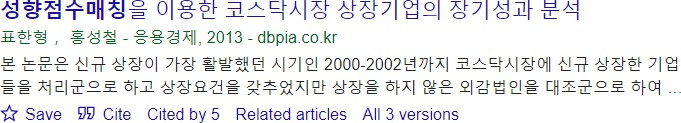 성향점수매칭을 이용한 코스닥시장 상장기업의 장기성과 분석
표한형 , 홍성철 - 응용경제, 2013 - dbpia.co.kr
본 논문은 신규 상장이 가장 활발했던 시기인 2000-2002년까지 코스닥시장에 신규 상장한 기업
들을 처리군으로 하고 상장요건을 갖추었지만 상장을 하지 않은 외감법인을 대조군으로 하여 ...
Save Cite Cited by 5 Related articles All 3 versions